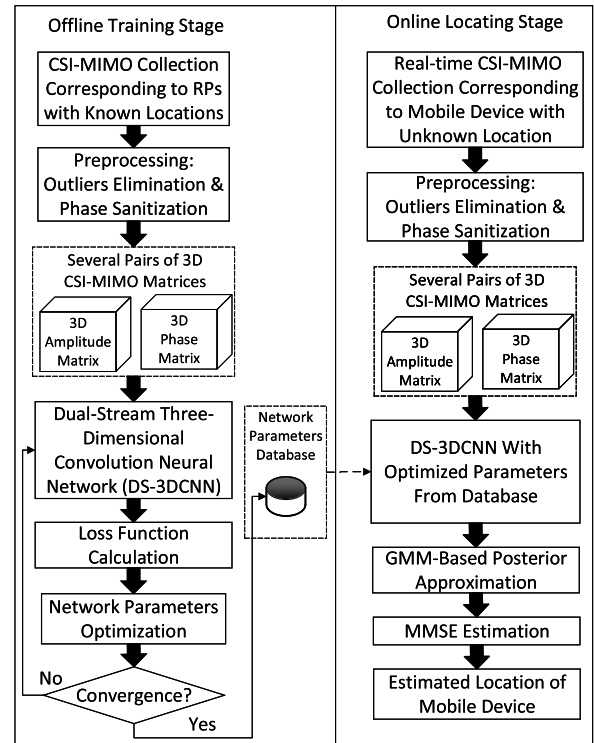 Offline Training Stage
CSI-MIMO Collection
Corresponding to RPs
with Known Locations
Preprocessing:
Outliers Elimination &
Phase Sanitization
Several Pairs of 3D
CSI-MIMO Matrices
3D
Amplitude
Matrix
3D
Phase
Matrix
Dual-Stream Three-
Dimensional
Convolution Neural
Network (DS-3DCNN)
Loss Function
Calculation
Network Parameters
Optimization
Convergence?
No
Yes
Network
Parameters
Database
Online Locating Stage
Real-time CSI-MIMO
Collection Corresponding
to Mobile Device with
Unknown Location
Preprocessing:
Outliers Elimination &
Phase Sanitization
Several Pairs of 3D
CSI-MIMO Matrices
3D
Amplitude
Matrix
3D
Phase
Matrix
DS-3DCNN With
Optimized Parameters
From Database
GMM-Based Posterior
Approximation
MMSE Estimation
Estimated Location of
Mobile Device